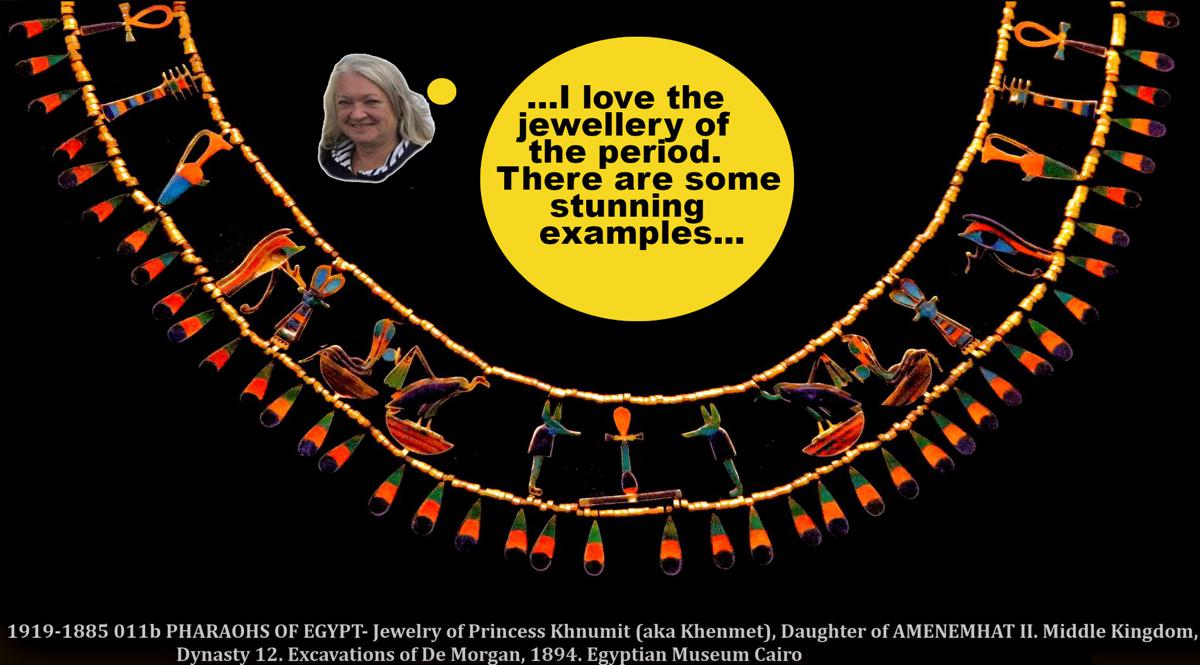 ...I love the
jewellery of
the period.
There are some
stunning
examples...
1919-1885 011b PHARAOHS OF EGYPT- Jewelry of Princess Khnumit (aka Khenmet), Daughter of AMENEMHAT II. Middle Kingdom,
Dynasty 12. Excavations of De Morgan, 1894. Egyptian Museum Cairo